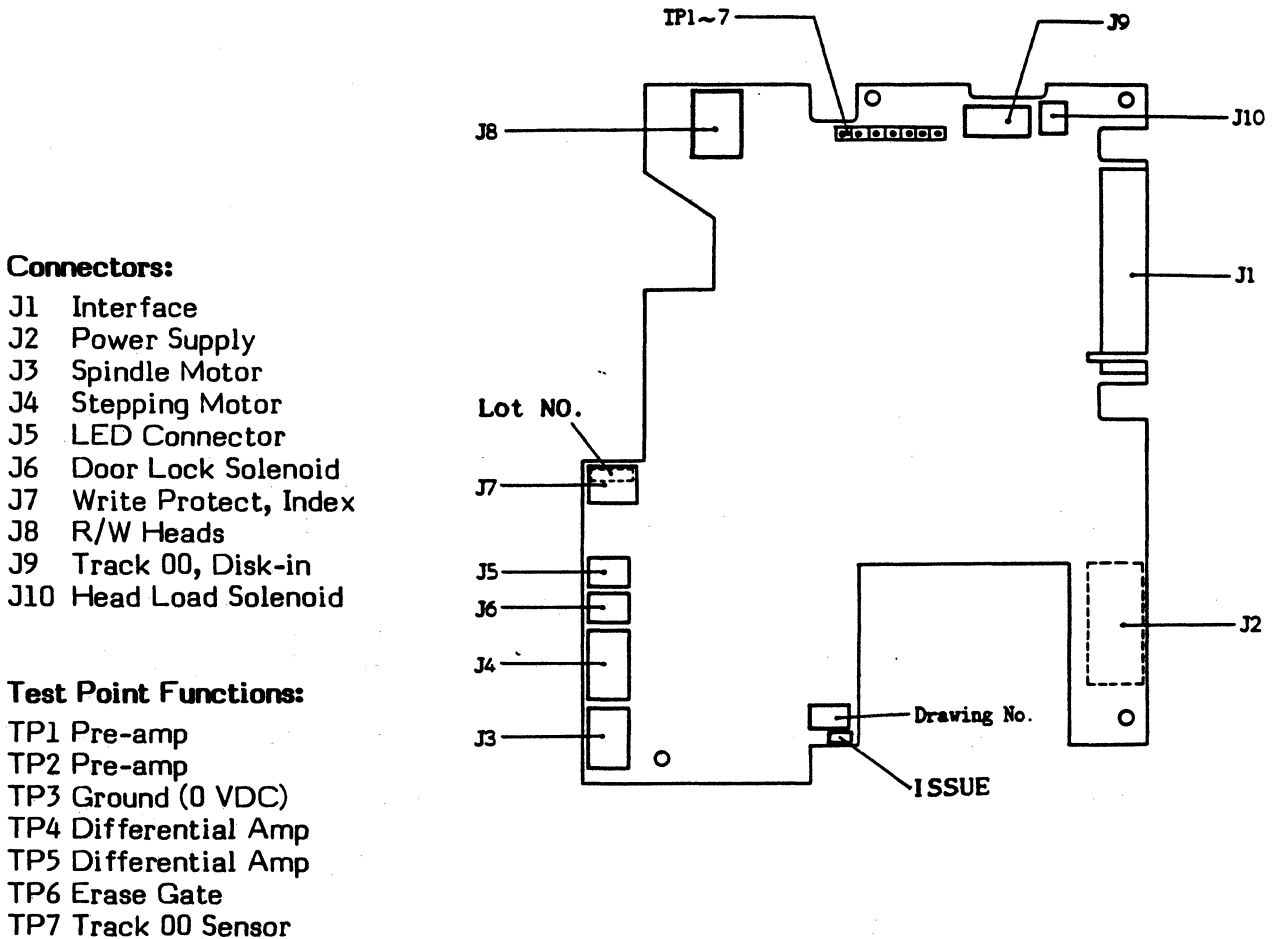 Connectors:
J1 Interface
J2 Power Supply
J3 Spindle Motor
J4 Stepping Motor
J5 LED Connector
J6 Door Lock Solenoid
J7 Write Protect, Index
J8 R/W Heads
J9 Track 00, Disk-in
J10 Head Load Solenoid
Test Point Functions:
TP1 Pre-amp
TP2 Pre-amp
TP3 Ground (0 VDC)
TP4 Differential Amp
TP5 Differential Amp
TP6 Erase Gate
TP7 Track 00 Sensor
TP1~7
J9
J8
J10
J1
Lot NO.
J7
J5
J6
J4
J3
J2
Drawing No.
ISSUE